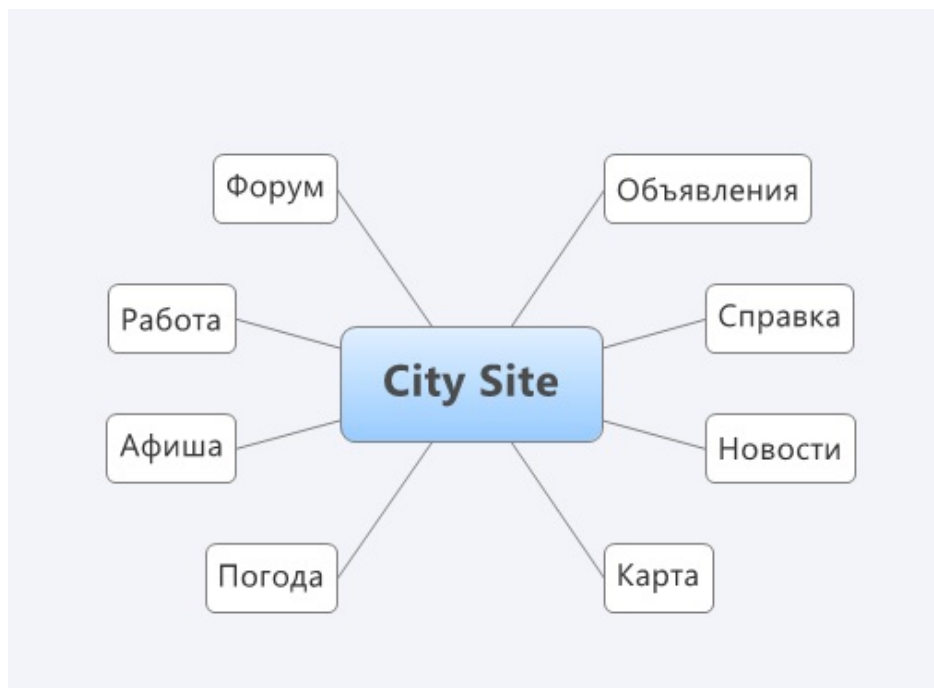 Форум
Объявления
Работа
Справка
City Site
Афиша
Новости
Погода
Карта